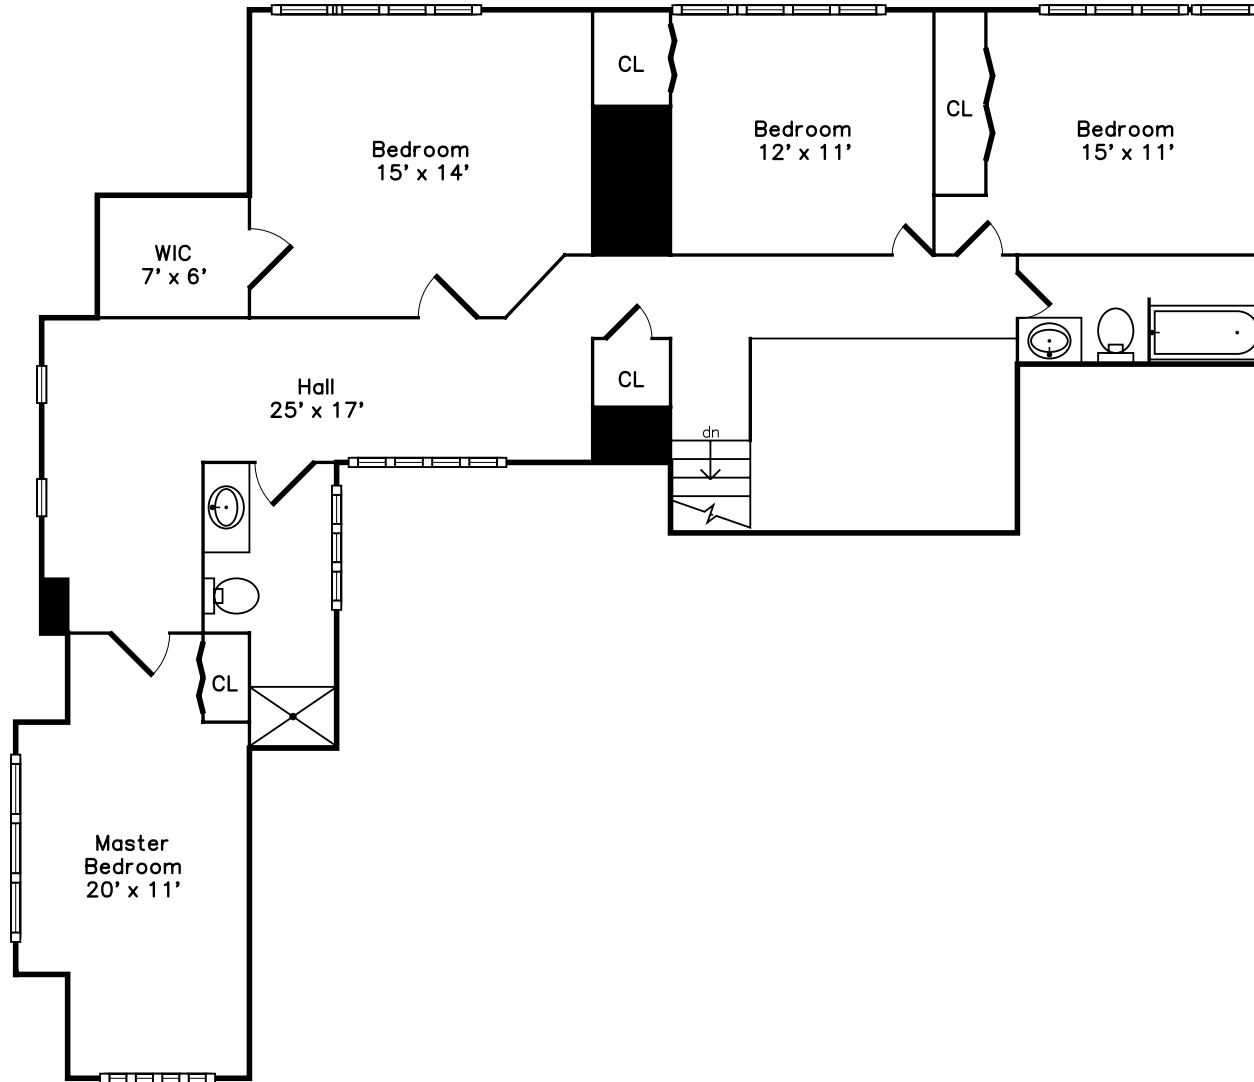 CL
Bedroom
15' x 14'
Bedroom
12' x 11'
CL
Bedroom
15' x 11'
WIC
7' x 6'
Hall
25' x 17'
CL
dn
CL
Master
Bedroom
20' x 11'